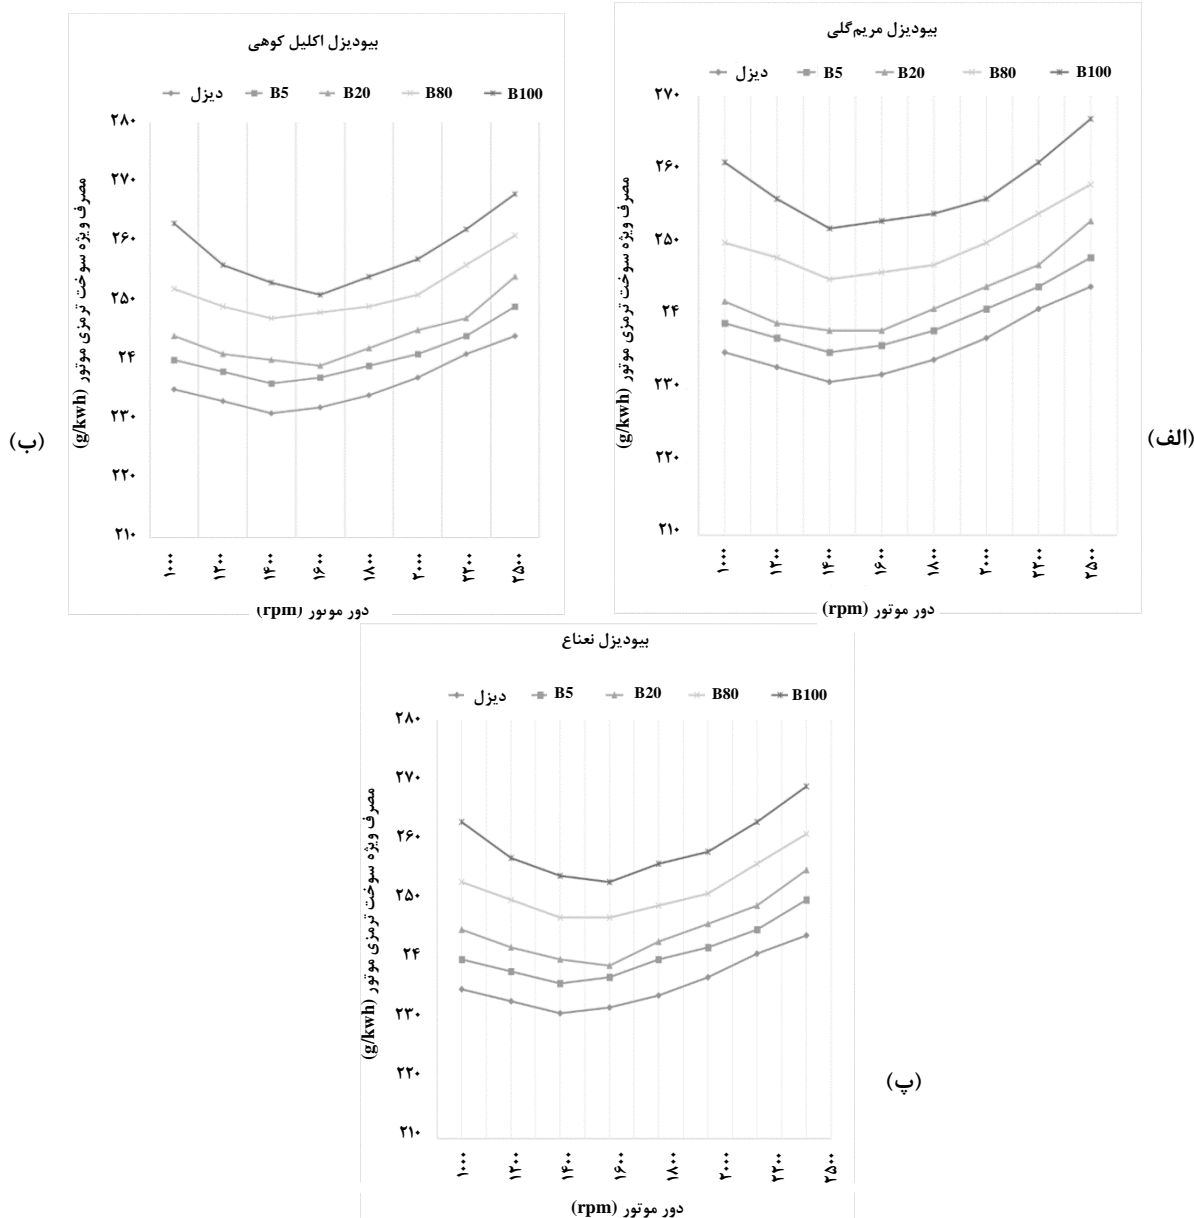 بیودیزل مریم‌گلی
دیزل B5 B20 B80 B100
۲۷۰
۲۶۰
۲۵۰
۲۴
۲۳۰
۲۲۰
۲۱۰
مصرف ویژه سوخت ترمزی موتور (g/kwh)
۱۰۰۰ ۱۲۰۰ ۱۴۰۰ ۱۶۰۰ ۱۸۰۰ ۲۰۰۰ ۲۲۰۰ ۲۵۰۰
دور موتور (rpm)
(الف)
بیودیزل اکلیل کوهی
دیزل B5 B20 B80 B100
۲۸۰
۲۷۰
۲۶۰
۲۵۰
۲۴
۲۳۰
۲۲۰
۲۱۰
مصرف ویژه سوخت ترمزی موتور (g/kwh)
۱۰۰۰ ۱۲۰۰ ۱۴۰۰ ۱۶۰۰ ۱۸۰۰ ۲۰۰۰ ۲۲۰۰ ۲۵۰۰
دور موتور (rpm)
(ب)
بیودیزل نعناع
دیزل B5 B20 B80 B100
۲۸۰
۲۷۰
۲۶۰
۲۵۰
۲۴
۲۳۰
۲۲۰
۲۱۰
مصرف ویژه سوخت ترمزی موتور (g/kwh)
۱۰۰۰ ۱۲۰۰ ۱۴۰۰ ۱۶۰۰ ۱۸۰۰ ۲۰۰۰ ۲۲۰۰ ۲۵۰۰
دور موتور (rpm)
(پ)